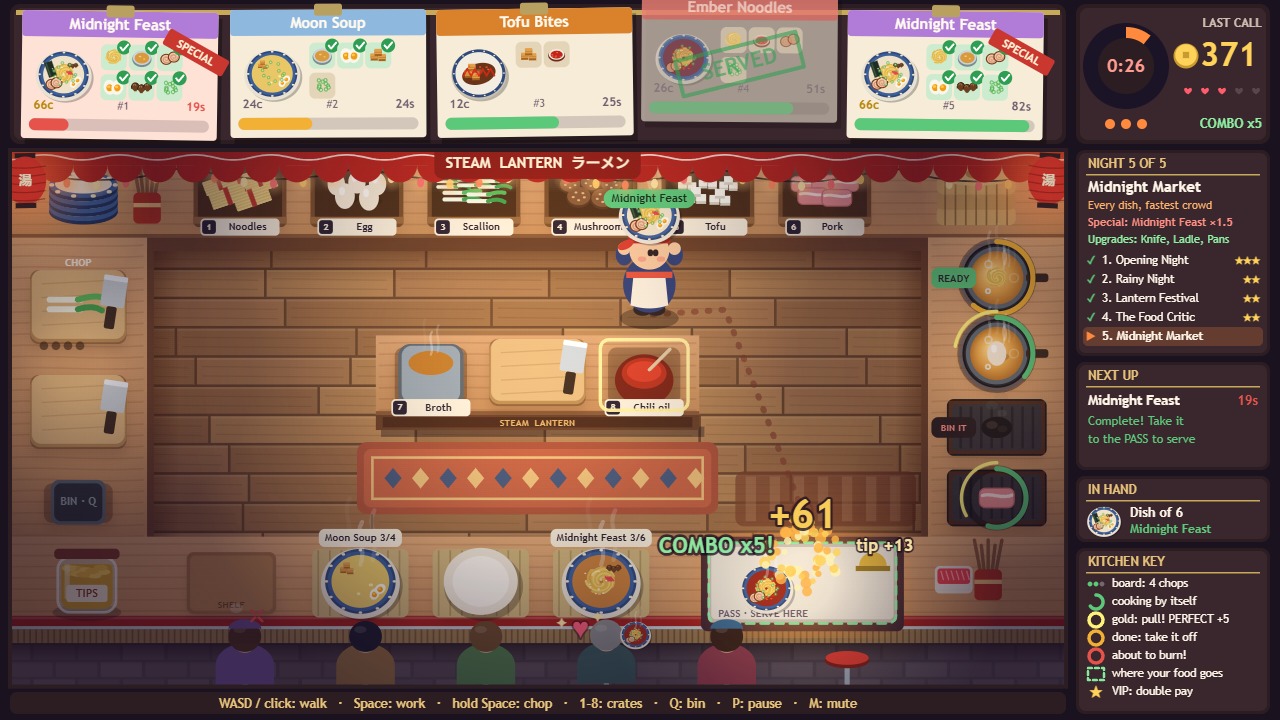 Midnight Feast
SPECIAL
66c
#1
19s
Moon Soup
24c
#2
24s
Tofu Bites
12c
#3
25s
Ember Noodles
SERVED
26c
#4
51s
Midnight Feast
SPECIAL
66c
#5
82s
LAST CALL
0:26
371
COMBO x5
STEAM LANTERN ラーメン
湯
湯
Midnight Feast
1 Noodles
2 Egg
3 Scallion
4 Mushroom
Tofu
6 Pork
CHOP
READY
7 Broth
8 Chili oil
STEAM LANTERN
BIN IT
BIN · Q
+61
COMBO x5!
tip +13
Moon Soup 3/4
Midnight Feast 3/6
TIPS
SHELF
PASS · SERVE HERE
NIGHT 5 OF 5
Midnight Market
Every dish, fastest crowd
Special: Midnight Feast ×1.5
Upgrades: Knife, Ladle, Pans
✓ 1. Opening Night ★★★
✓ 2. Rainy Night ★★
✓ 3. Lantern Festival ★★
✓ 4. The Food Critic ★★
5. Midnight Market
NEXT UP
Midnight Feast 19s
Complete! Take it
to the PASS to serve
IN HAND
Dish of 6
Midnight Feast
KITCHEN KEY
board: 4 chops
cooking by itself
gold: pull! PERFECT +5
done: take it off
about to burn!
where your food goes
VIP: double pay
WASD / click: walk · Space: work · hold Space: chop · 1-8: crates · Q: bin · P: pause · M: mute